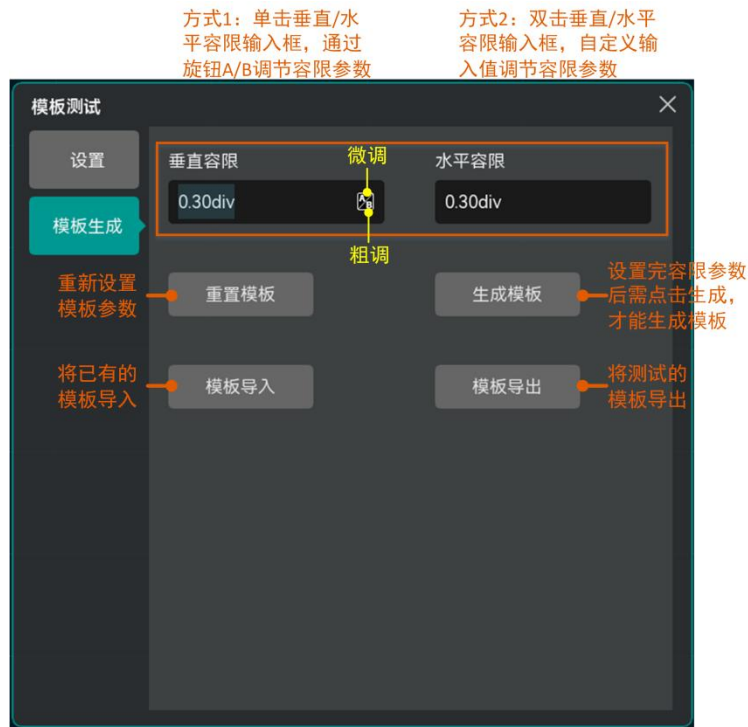 方式1：单击垂直/水
平容限输入框，通过
旋钮A/B调节容限参数
方式2：双击垂直/水平
容限输入框，自定义输
入值调节容限参数
模板测试
设置
模板生成
垂直容限
微调
水平容限
0.30div
A/B
0.30div
粗调
重新设置
模板参数
重置模板
生成模板
设置完容限参数
后需点击生成，
才能生成模板
将已有的
模板导入
模板导入
模板导出
将测试的
模板导出